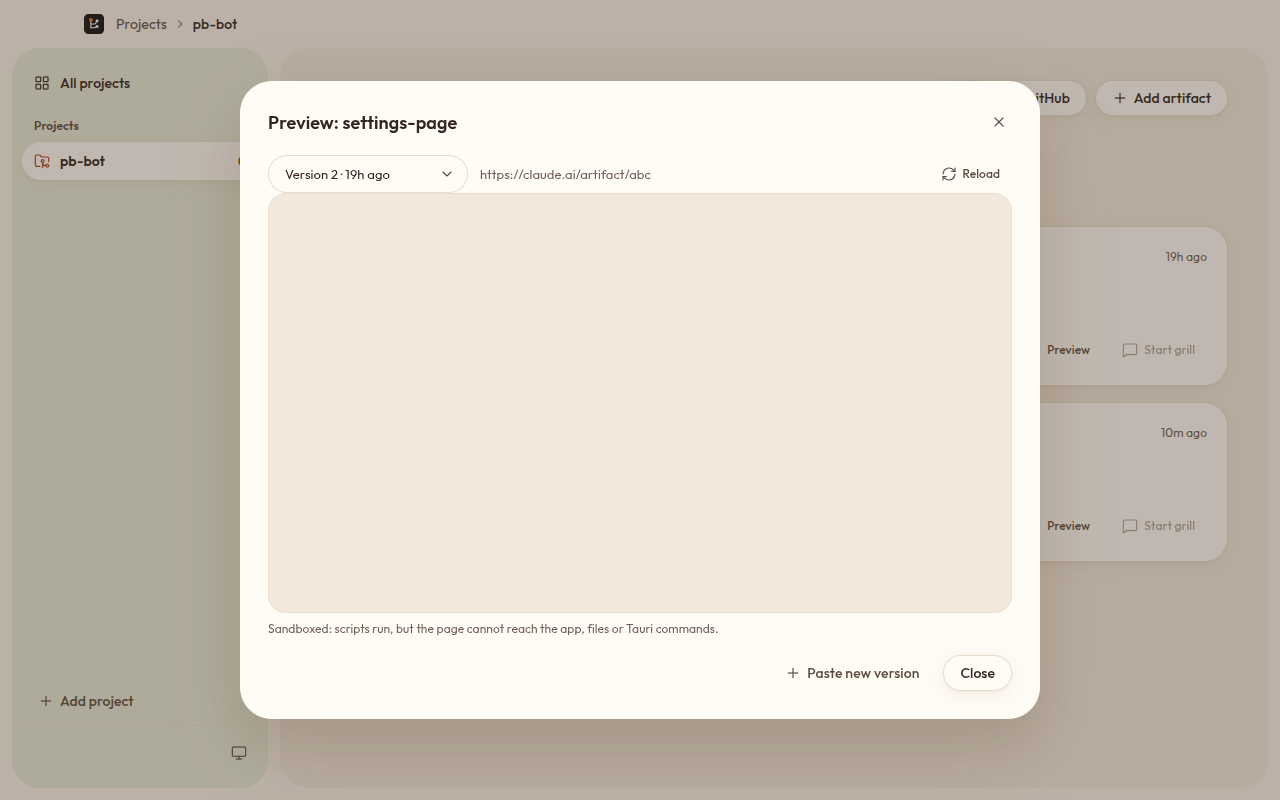 Projects > pb-bot
All projects
Projects
pb-bot
Add project
itHub
Add artifact
19h ago
Preview
Start grill
10m ago
Preview
Start grill
Preview: settings-page
Version 2 · 19h ago
https://claude.ai/artifact/abc
Reload
Sandboxed: scripts run, but the page cannot reach the app, files or Tauri commands.
Paste new version
Close